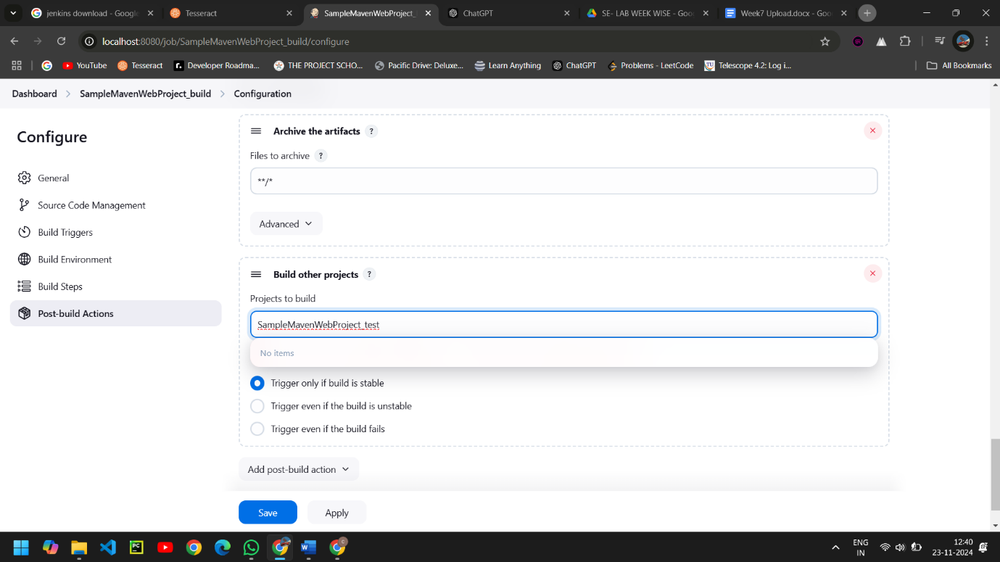 jenkins download - Google
Tesseract
SampleMavenWebProject_
ChatGPT
SE- LAB WEEK WISE - Goo
Week7 Upload.docx - Goo
localhost:8080/job/SampleMavenWebProject_build/configure
YouTube
Tesseract
Developer Roadma...
THE PROJECT SCHO...
Pacific Drive: Deluxe...
Learn Anything
ChatGPT
Problems - LeetCode
Telescope 4.2: Log i...
All Bookmarks
Dashboard
SampleMavenWebProject_build
Configuration
Configure
General
Source Code Management
Build Triggers
Build Environment
Build Steps
Post-build Actions
Archive the artifacts ?
Files to archive ?
**/*
Advanced
Build other projects ?
Projects to build
SampleMavenWebProject_test
No items
Trigger only if build is stable
Trigger even if the build is unstable
Trigger even if the build fails
Add post-build action
Save
Apply
ENG
IN
12:40
23-11-2024